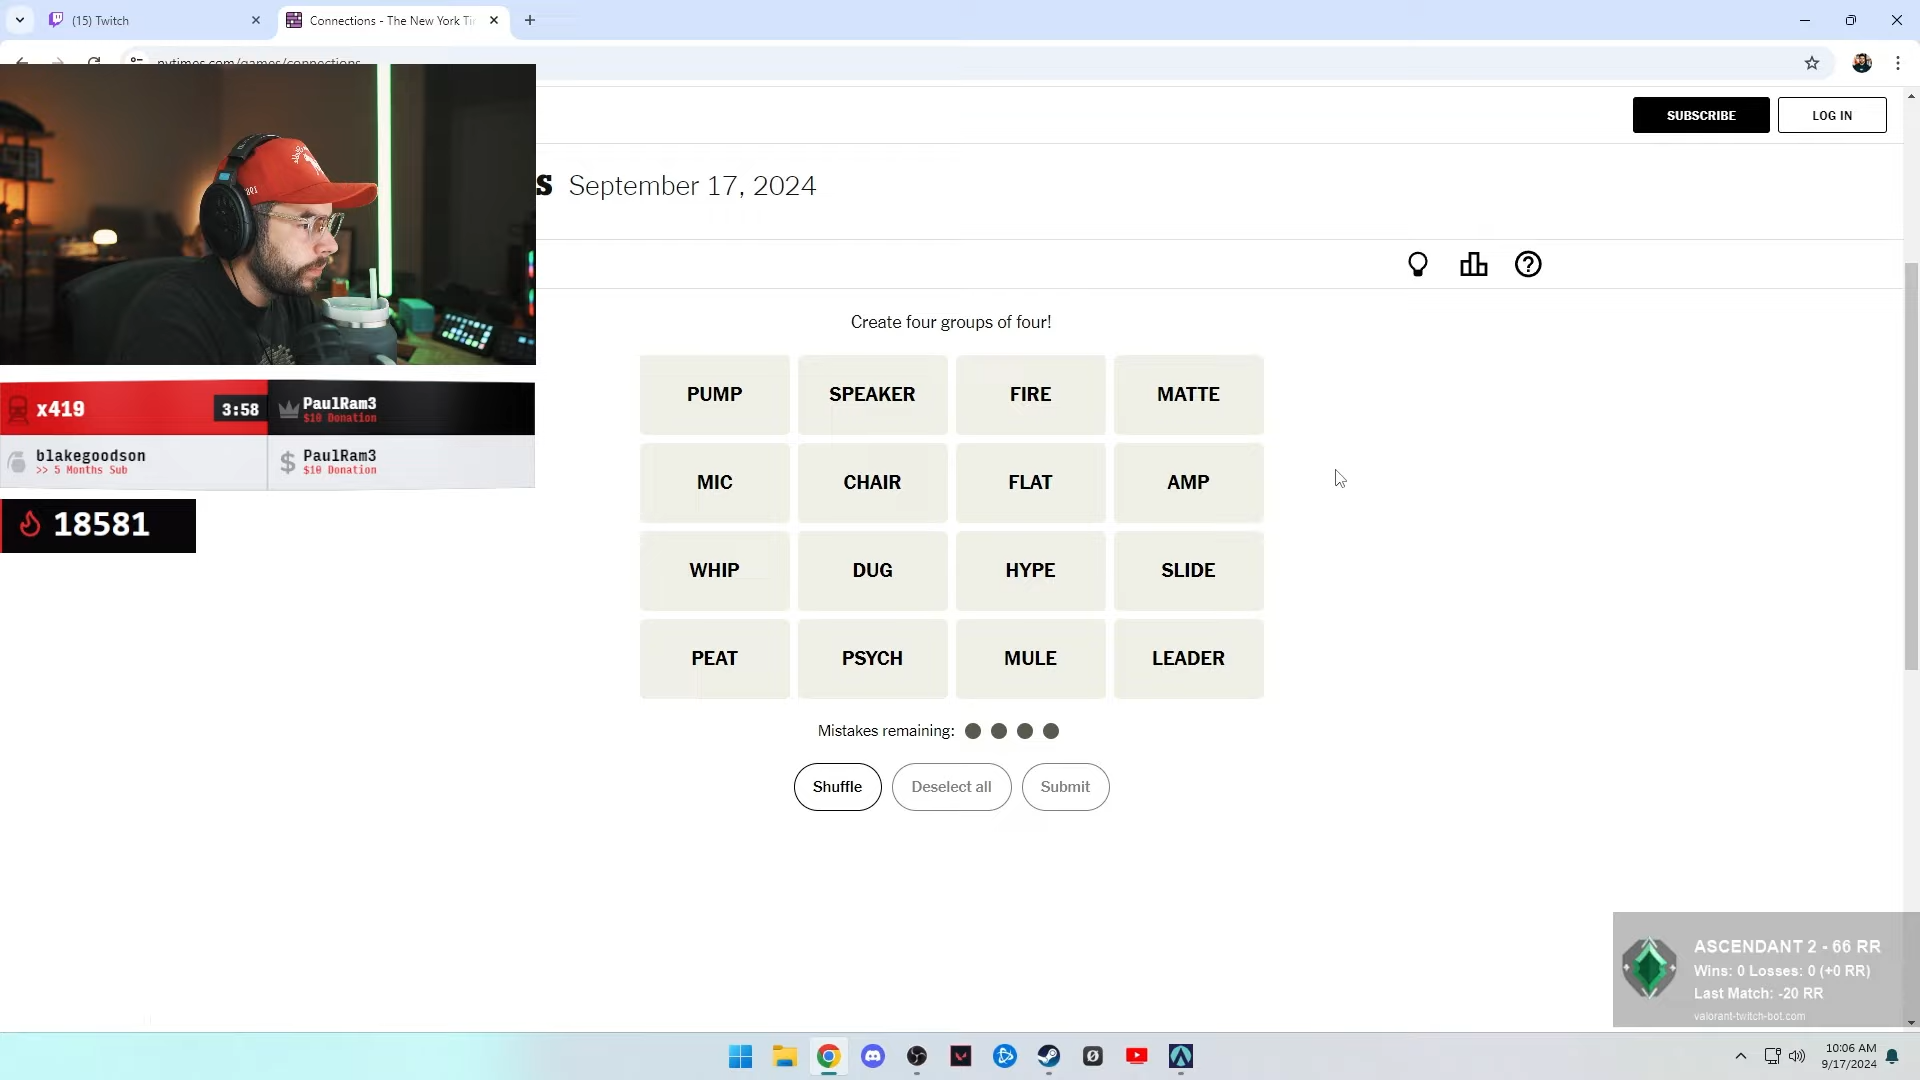 (15) Twitch
Connections - The New York Ti
nytimes.com/games/connections
SUBSCRIBE
LOG IN
S September 17, 2024
Create four groups of four!
PUMP SPEAKER FIRE MATTE
MIC CHAIR FLAT AMP
WHIP DUG HYPE SLIDE
PEAT PSYCH MULE LEADER
Mistakes remaining:
Shuffle Deselect all Submit
x419 3:58
PaulRam3
$10 Donation
blakegoodson
>> 5 Months Sub
$ PaulRam3
$10 Donation
18581
ASCENDANT 2 - 66 RR
Wins: 0 Losses: 0 (+0 RR)
Last Match: -20 RR
valorant-twitch-bot.com
10:06 AM
9/17/2024